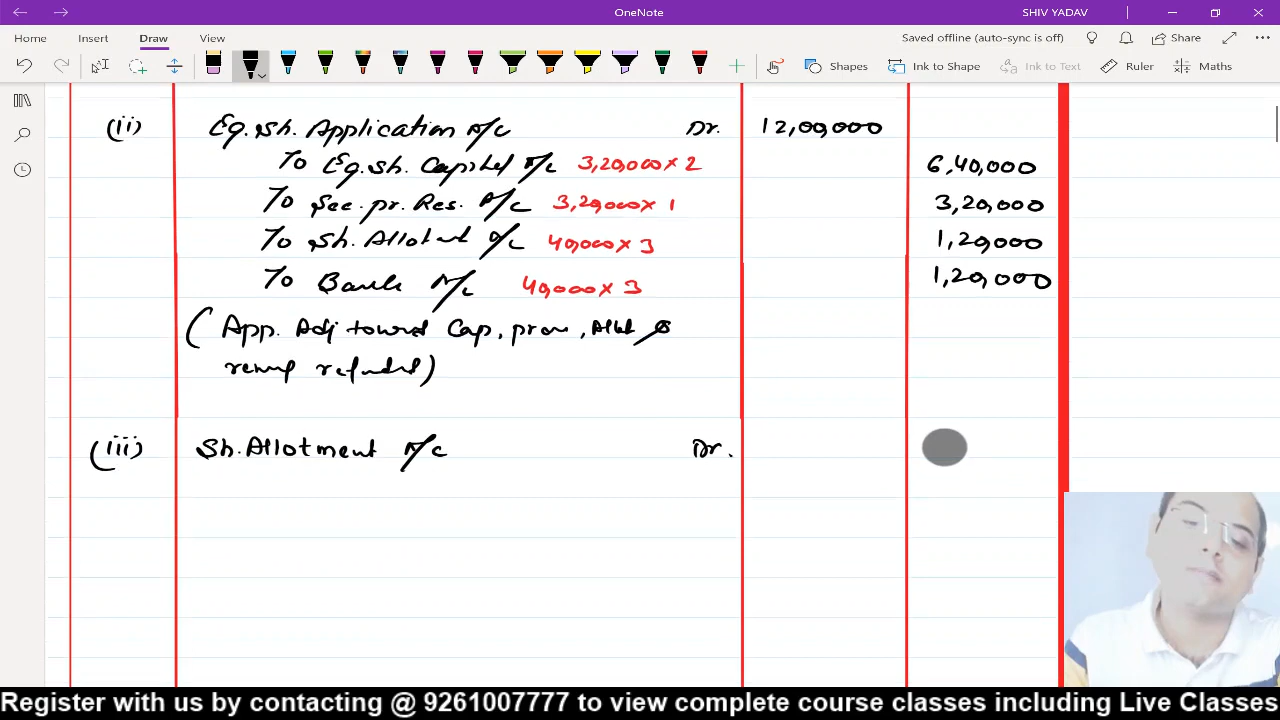 OneNote
SHIV YADAV
Home Insert Draw View
Saved offline (auto-sync is off)
Share
Shapes
Ink to Shape
Ink to Text
Ruler
Maths
(ii) Eq. Sh. Application A/c Dr. 12,00,000
To Eq. Sh. Capital A/c 3,20,000 × 2 6,40,000
To Sec. pr. Res. A/c 3,20,000 × 1 3,20,000
To Sh. Allotment A/c 40,000 × 3 1,20,000
To Bank A/c 40,000 × 3 1,20,000
(App. Adj toward Cap, prem, Allot &
refunded)
(iii) Sh. Allotment A/c Dr.
Register with us by contacting @ 9261007777 to view complete course classes including Live Classes